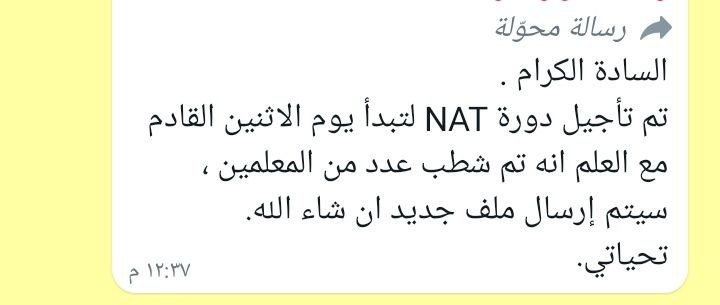 رسالة محوّلة
السادة الكرام .
تم تأجيل دورة NAT لتبدأ يوم الاثنين القادم
مع العلم انه تم شطب عدد من المعلمين ،
سيتم إرسال ملف جديد ان شاء الله.
تحياتي.
١٢:٣٧ م